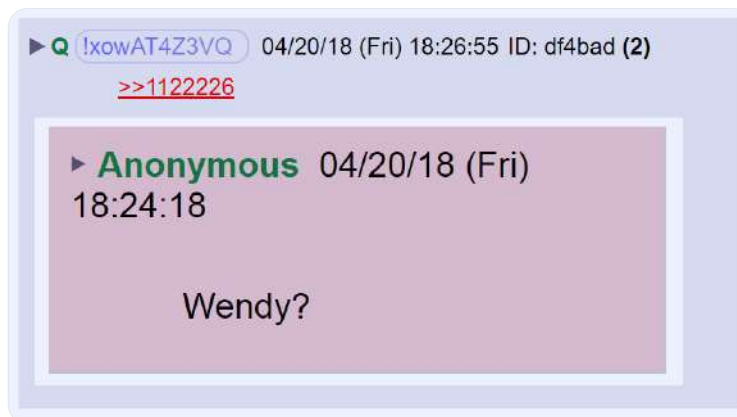 Q !xowAT4Z3VQ 04/20/18 (Fri) 18:26:55 ID: df4bad (2)
>>1122226
Anonymous 04/20/18 (Fri)
18:24:18
Wendy?